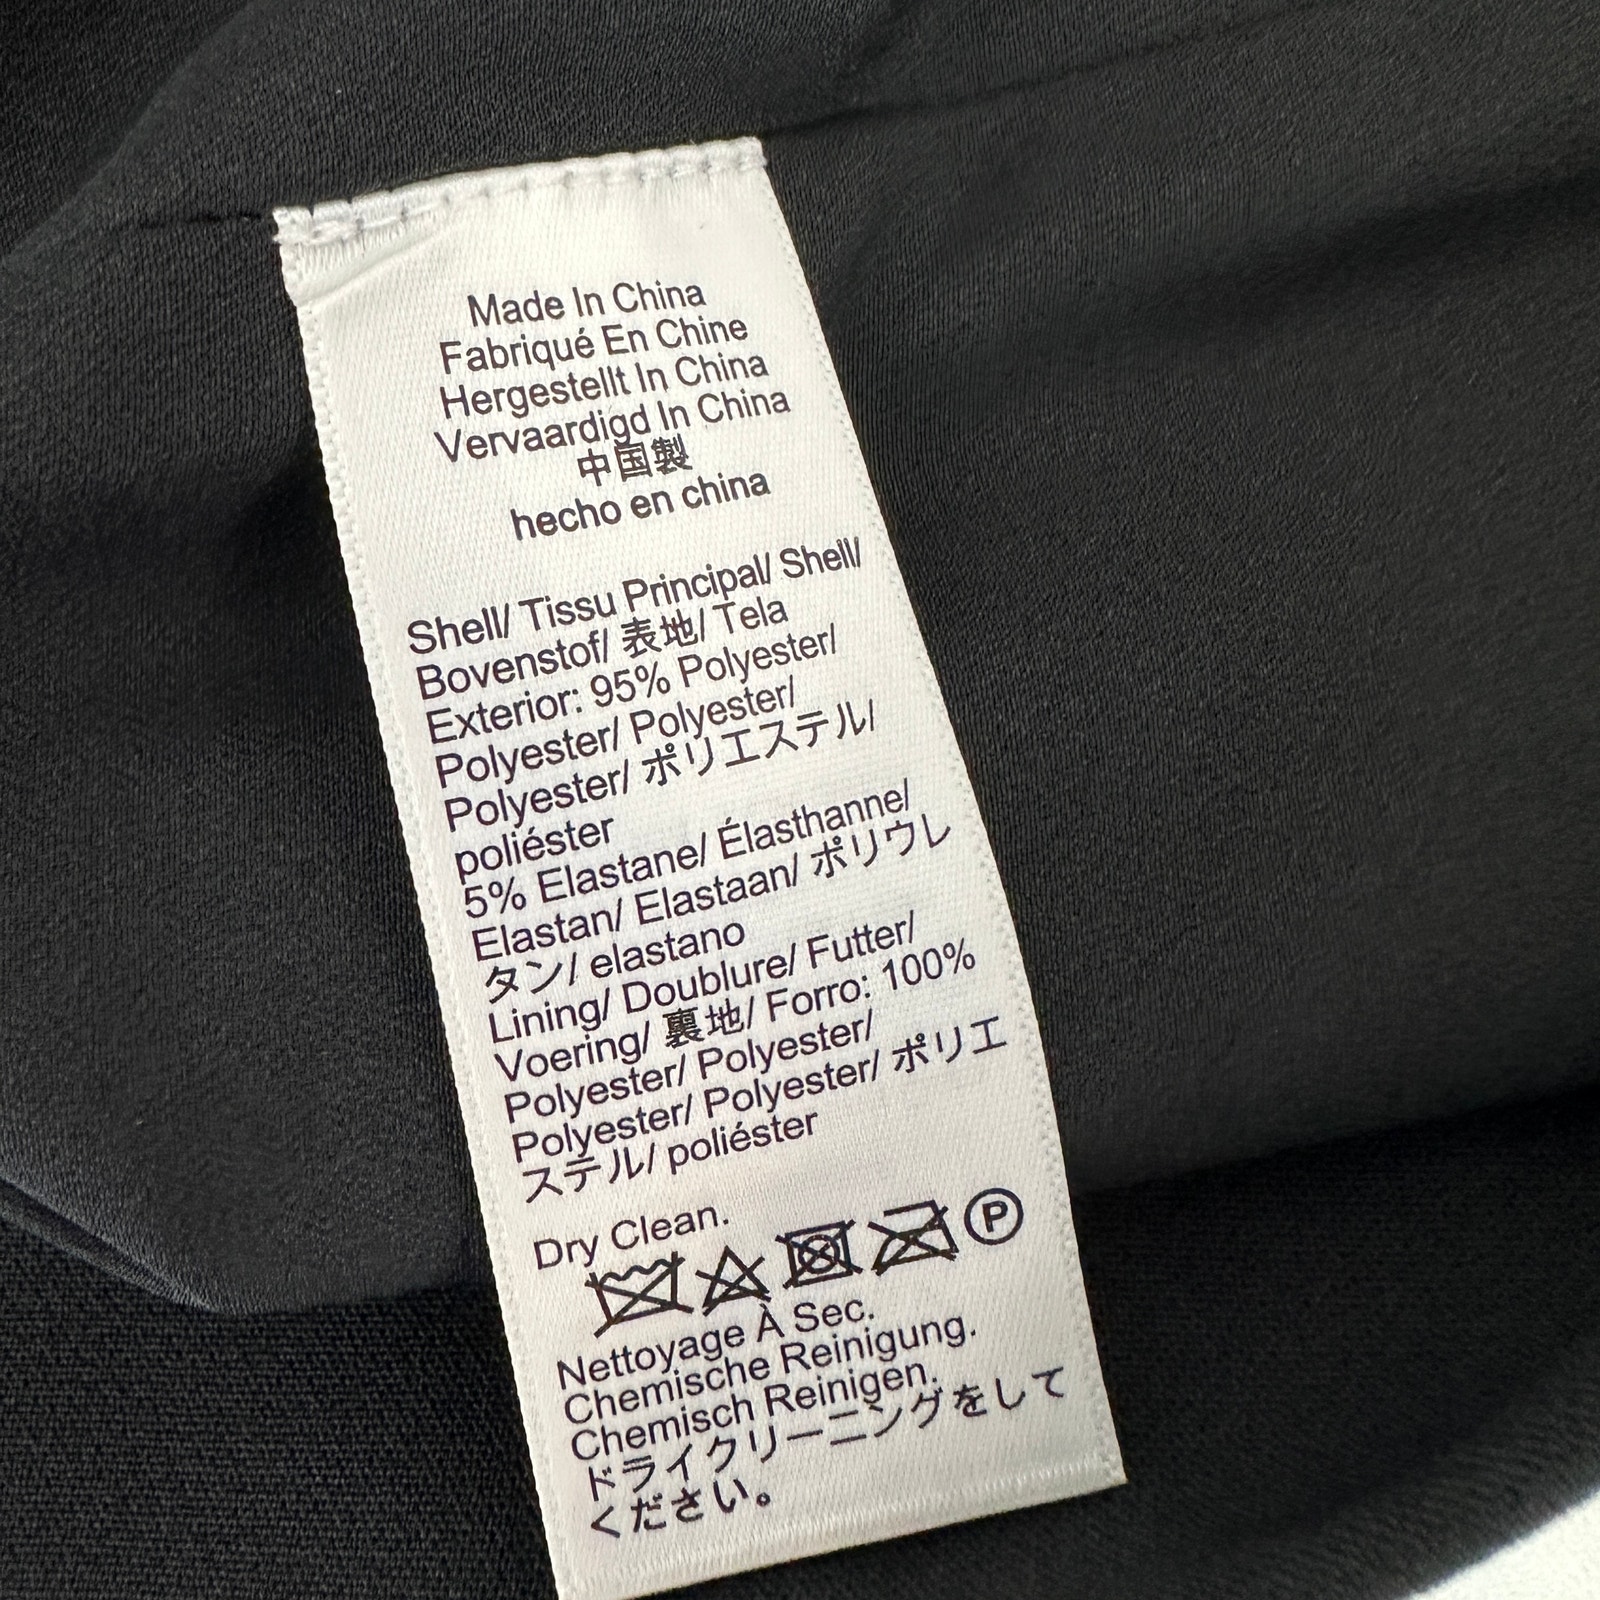 Made In China
Fabriqué En Chine
Hergestellt In China
Vervaardigd In China
中国製
hecho en china
Shell/ Tissu Principal/ Shell/
Bovenstof/ 表地/ Tela
Exterior: 95% Polyester/
Polyester/ Polyester/
Polyester/ ポリエステル/
poliéster
5% Elastane/ Élasthanne/
Elastan/ Elastaan/ ポリウレ
タン/ elastano
Lining/ Doublure/ Futter/
Voering/ 裏地/ Forro: 100%
Polyester/ Polyester/
Polyester/ Polyester/ ポリエ
ステル/ poliéster
Dry Clean.
P
Nettoyage À Sec.
Chemische Reinigung.
Chemisch Reinigen.
ドライクリーニングをして
ください。